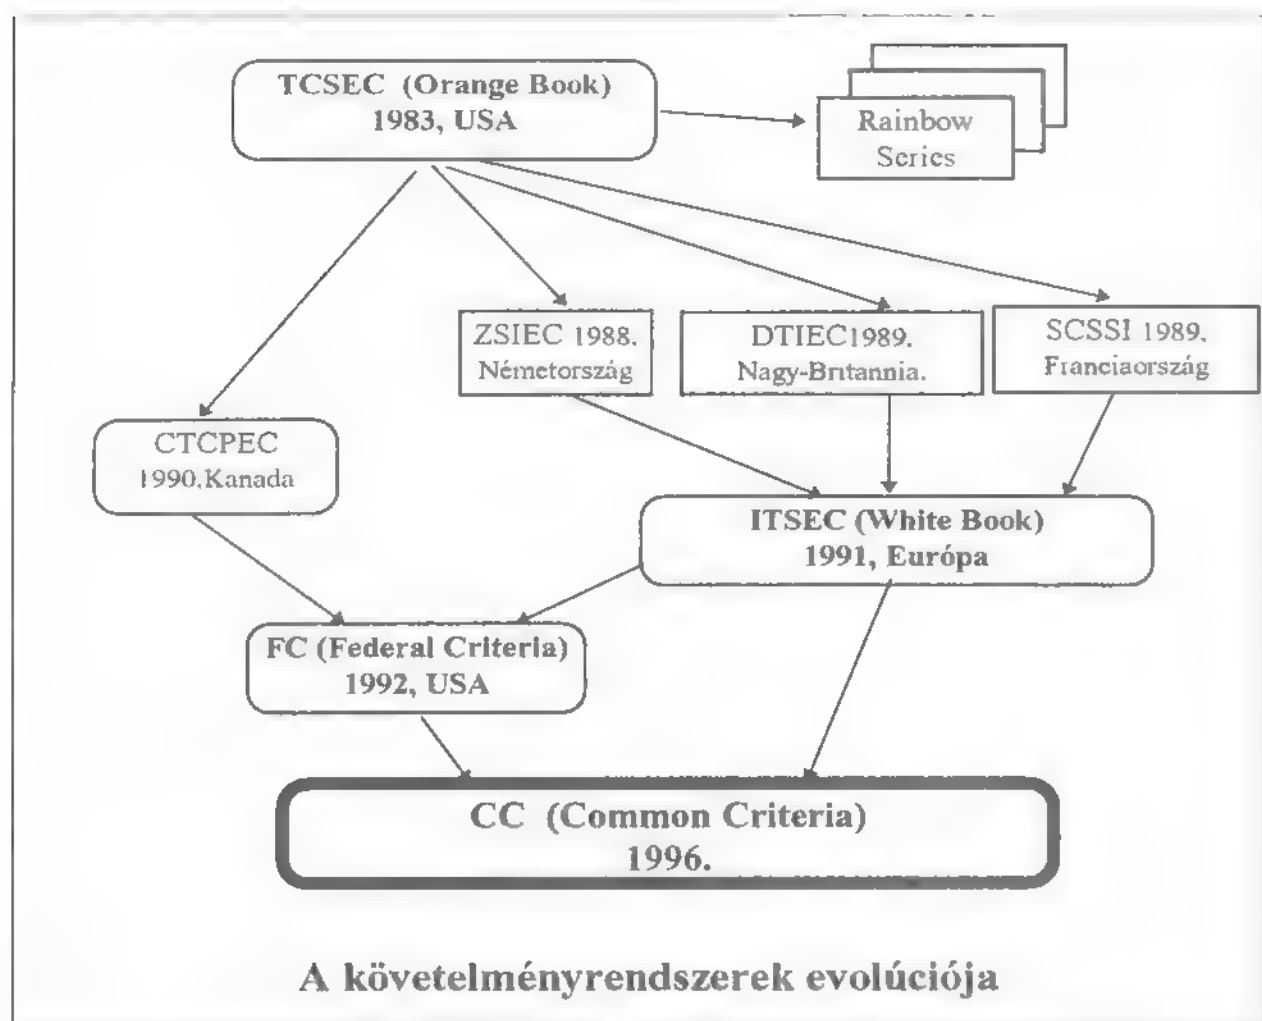 TCSEC (Orange Book)
1983, USA
Rainbow
Series
ZSIEC 1988.
Németország
DTIEC1989.
Nagy-Britannia.
SCSSI 1989.
Franciaország
CTCPEC
1990.Kanada
ITSEC (White Book)
1991, Európa
FC (Federal Criteria)
1992, USA
CC (Common Criteria)
1996.
A követelményrendszerek evolúciója